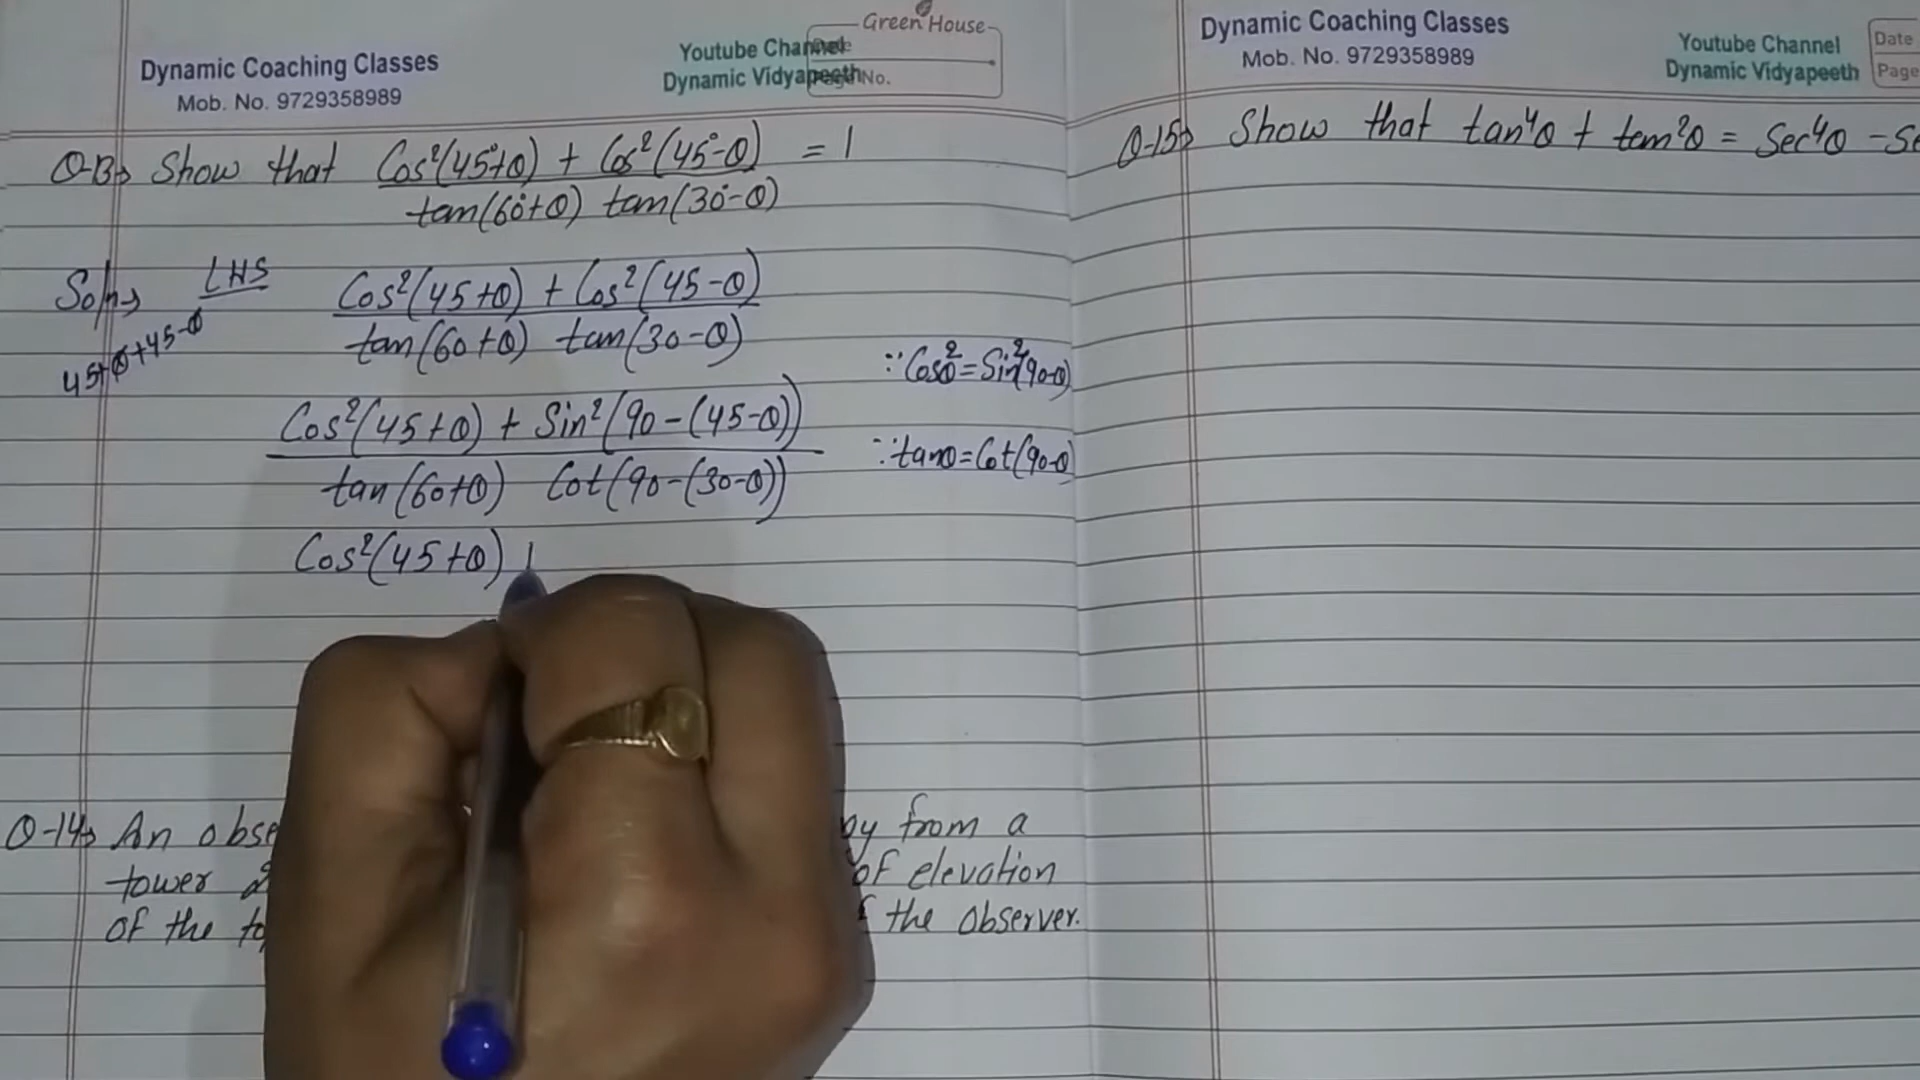 Dynamic Coaching Classes
Mob. No. 9729358989
Youtube Channel
Dynamic Vidyapeeth
Green House
No.
Q-13→ Show that Cos²(45°+θ) + Cos²(45°-θ) = 1
tan(60°+θ) tan(30°-θ)
Soln→ LHS Cos²(45+θ) + Cos²(45-θ)
tan(60+θ) tan(30-θ)
45+θ+45-θ
∵Cos²θ=Sin²(90-θ)
Cos²(45+θ) + Sin²(90-(45-θ))
∵tanθ=Cot(90-θ)
tan(60+θ) Cot(90-(30-θ))
Cos²(45+θ)
Q-14→ An from a
tower of elevation
of the the observer.
Dynamic Coaching Classes
Mob. No. 9729358989
Youtube Channel
Dynamic Vidyapeeth
Date
Page
Q-15→ Show that tan⁴θ + tan²θ = Sec⁴θ -